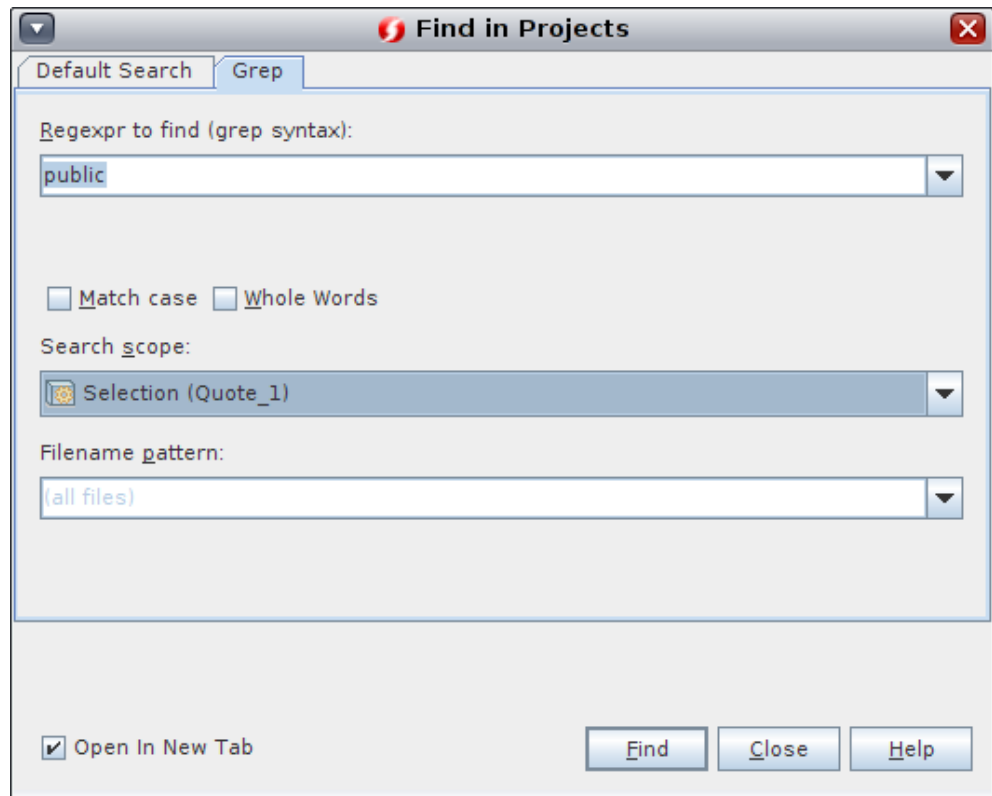 Find in Projects
Default Search Grep
Regexpr to find (grep syntax):
public
Match case Whole Words
Search scope:
Selection (Quote_1)
Filename pattern:
(all files)
Open In New Tab Find Close Help